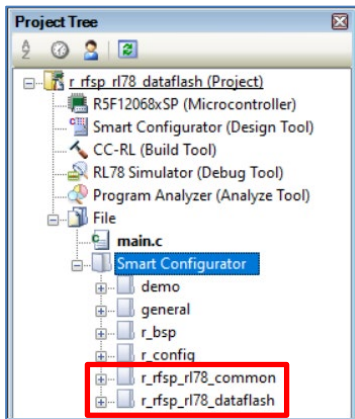 Project Tree
r_rfsp_rl78_dataflash (Project)
R5F12068xSP (Microcontroller)
Smart Configurator (Design Tool)
CC-RL (Build Tool)
RL78 Simulator (Debug Tool)
Program Analyzer (Analyze Tool)
File
main.c
Smart Configurator
demo
general
r_bsp
r_config
r_rfsp_rl78_common
r_rfsp_rl78_dataflash